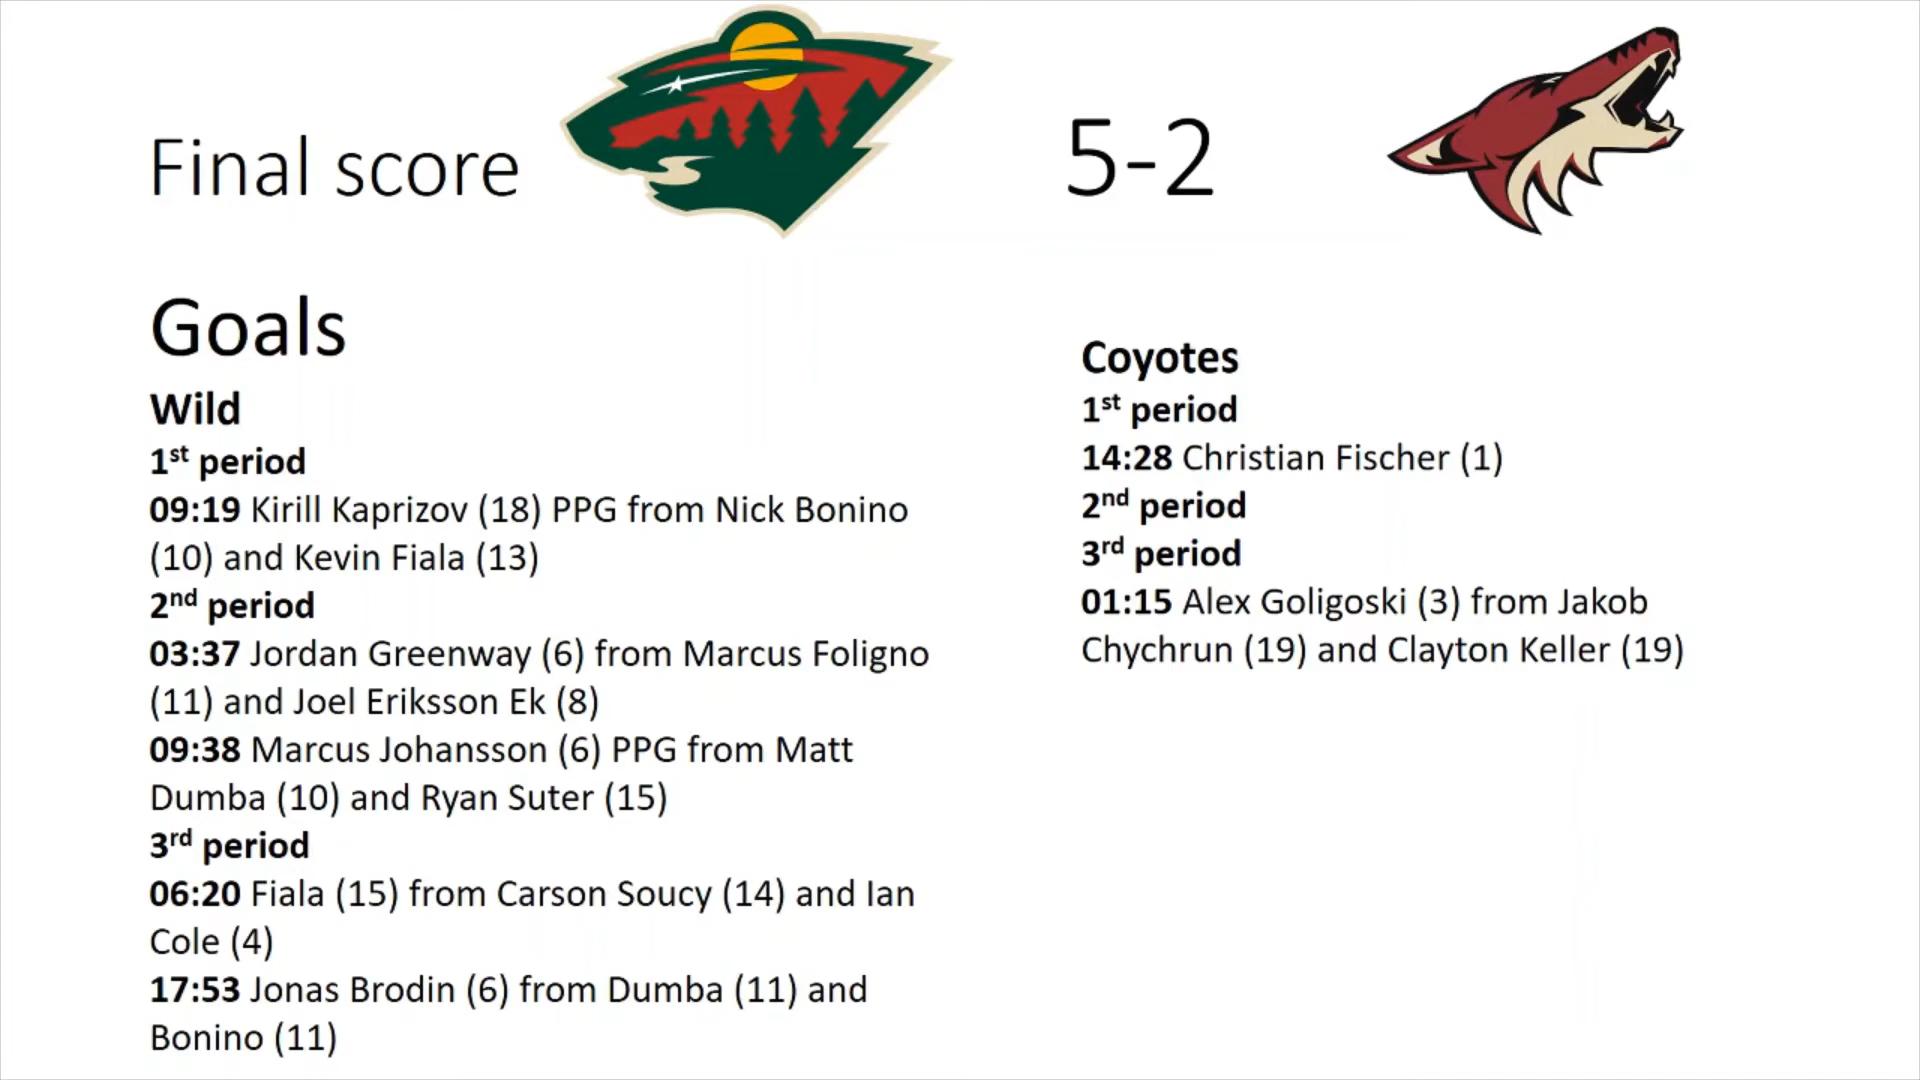 Final score
5-2
Goals
Wild
1st period
09:19 Kirill Kaprizov (18) PPG from Nick Bonino
(10) and Kevin Fiala (13)
2nd period
03:37 Jordan Greenway (6) from Marcus Foligno
(11) and Joel Eriksson Ek (8)
09:38 Marcus Johansson (6) PPG from Matt
Dumba (10) and Ryan Suter (15)
3rd period
06:20 Fiala (15) from Carson Soucy (14) and Ian
Cole (4)
17:53 Jonas Brodin (6) from Dumba (11) and
Bonino (11)
Coyotes
1st period
14:28 Christian Fischer (1)
2nd period
3rd period
01:15 Alex Goligoski (3) from Jakob
Chychrun (19) and Clayton Keller (19)